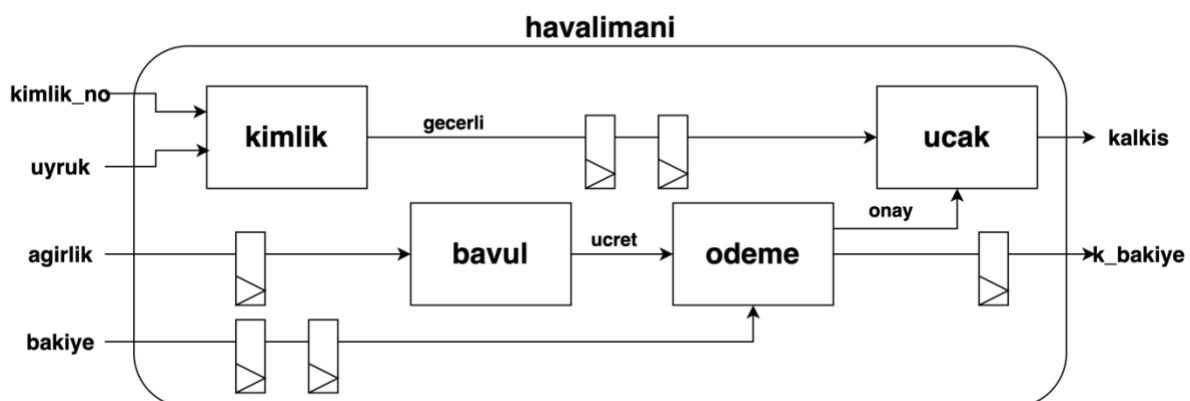 havalimani
kimlik_no
uyruk
kimlik
gecerli
ucak
kalkis
onay
agirlik
bavul
ucret
odeme
k_bakiye
bakiye